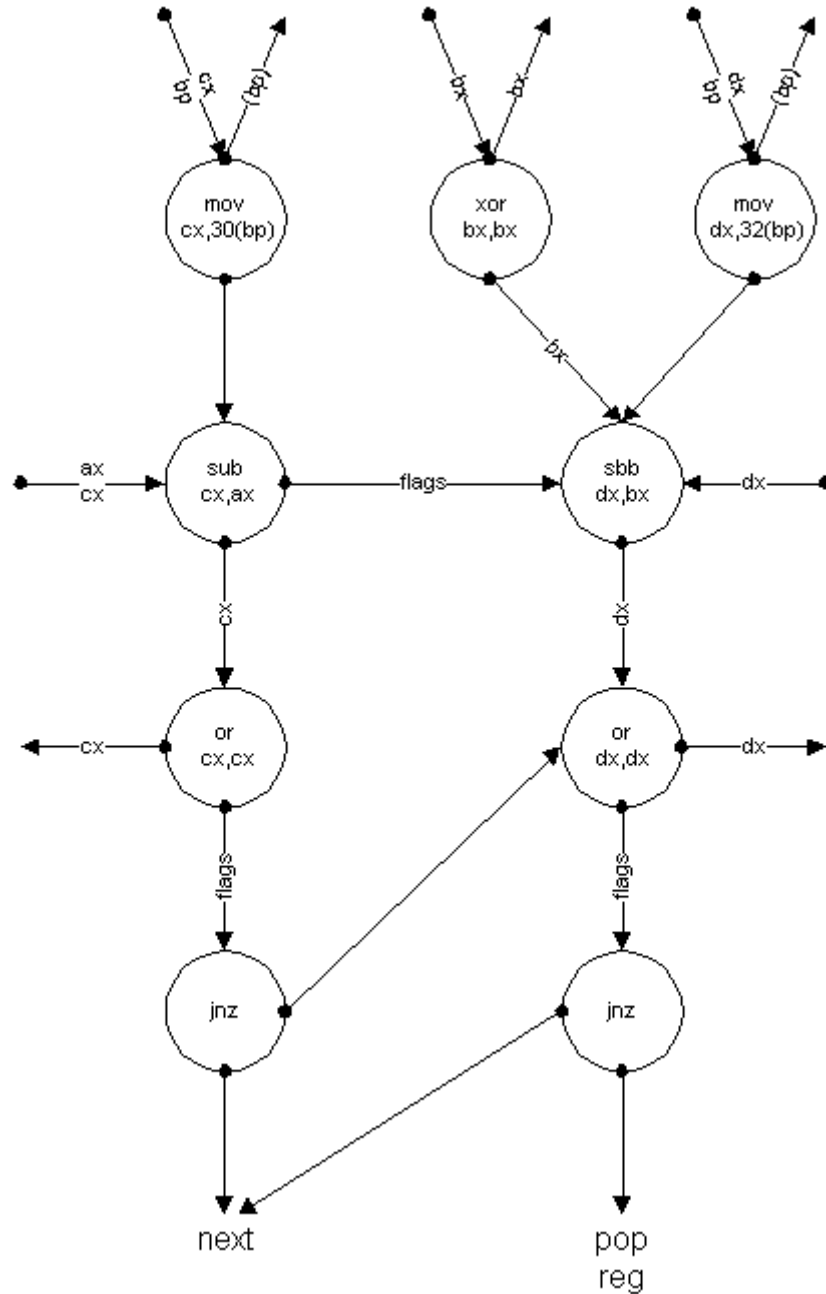 cx
bp
(bp)
bx
bx
dx
bp
(bp)
mov
cx,30(bp)
xor
bx,bx
mov
dx,32(bp)
bx
ax
cx
sub
cx,ax
flags
sbb
dx,bx
dx
cx
dx
cx
or
cx,cx
or
dx,dx
dx
flags
flags
jnz
jnz
next
pop
reg